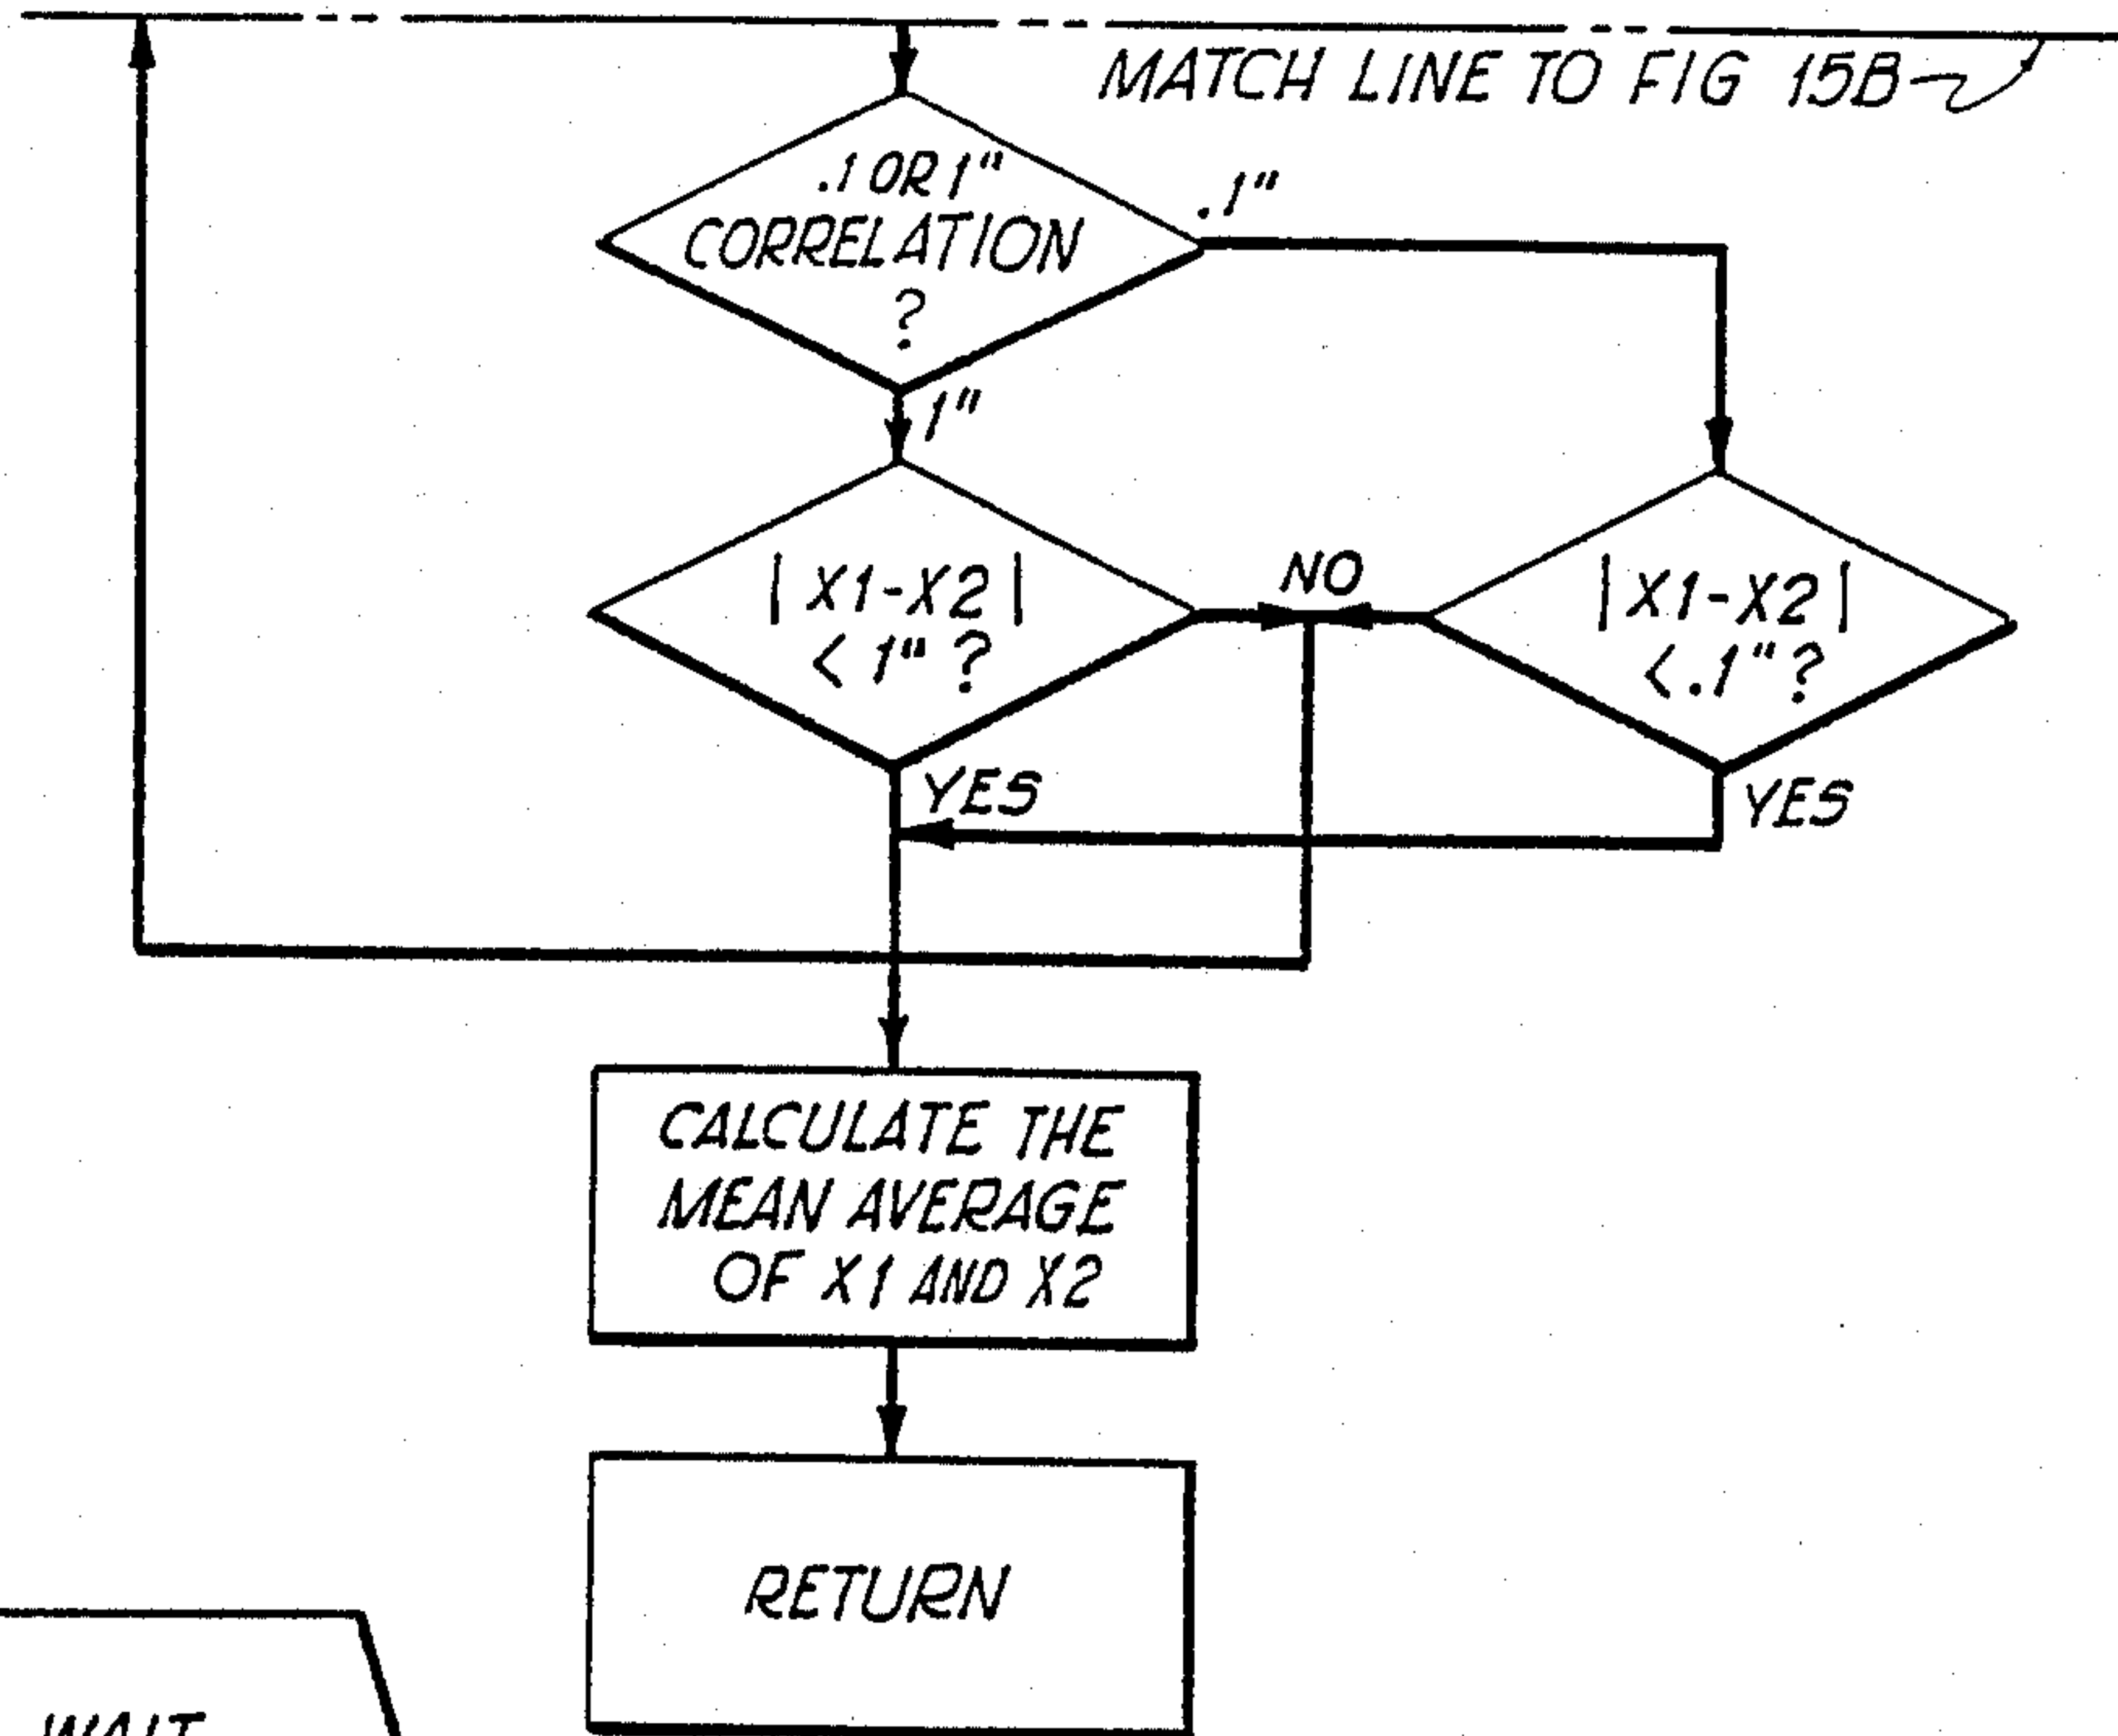 MATCH LINE TO FIG 15B
.1 OR 1"
CORRELATION
?
.1"
1"
|X1-X2|
< 1" ?
NO
|X1-X2|
< .1" ?
YES
YES
CALCULATE THE
MEAN AVERAGE
OF X1 AND X2
RETURN
WAIT